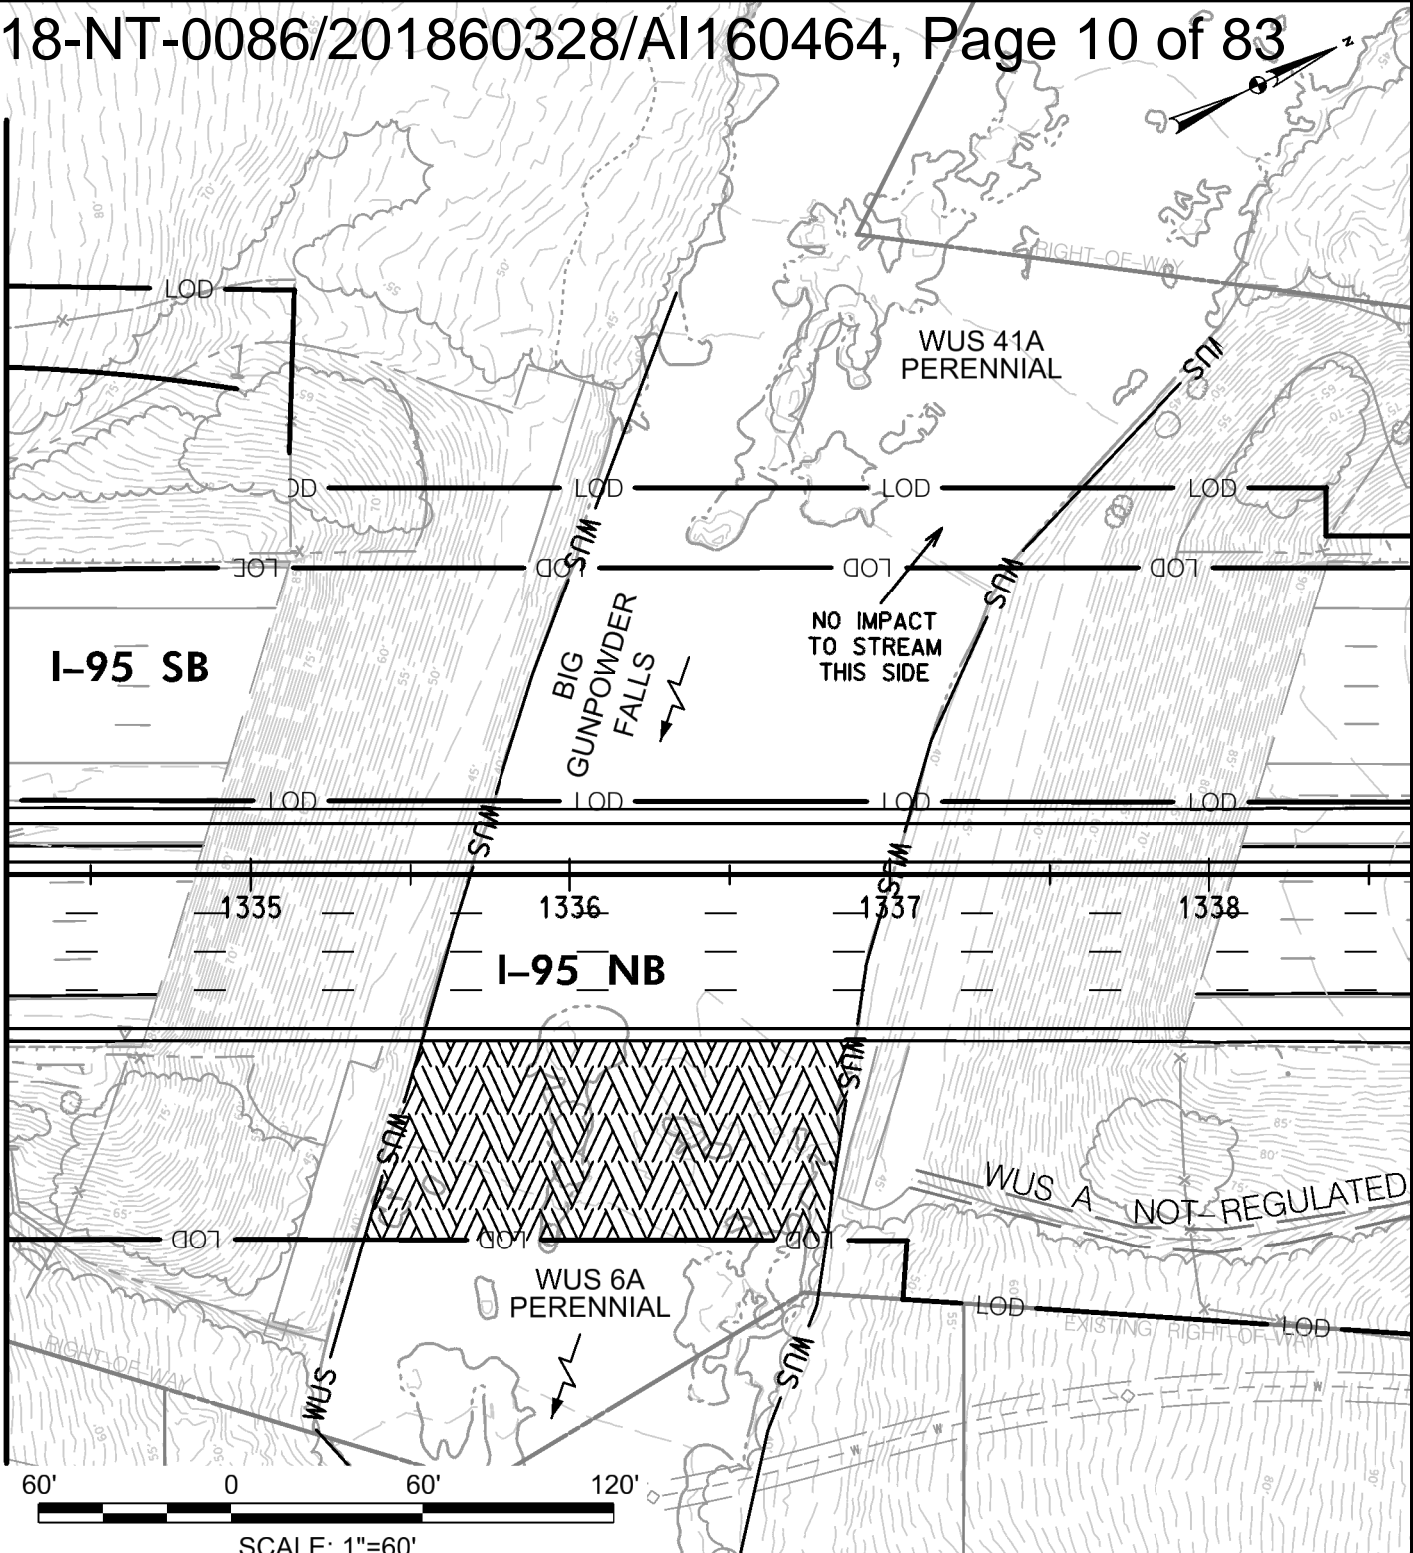 18-NT-0086/201860328/AI160464, Page 10 of 83
N
RIGHT-OF-WAY
LOD
WUS 41A
PERENNIAL
WUS
LOD
LOD
LOD
WUS
LOD
LOD
LOD
WUS
NO IMPACT
TO STREAM
THIS SIDE
I-95 SB
BIG
GUNPOWDER
FALLS
LOD
LOD
LOD
LOD
WUS
WUS
1335
1336
1337
1338
I-95 NB
WUS
WUS
WUS A NOT-REGULATED
LOD
LOD
LOD
WUS 6A
PERENNIAL
LOD
LOD
EXISTING RIGHT-OF-WAY
RIGHT-OF-WAY
WUS
WUS
W
W
W
60' 0 60' 120'
SCALE: 1"=60'